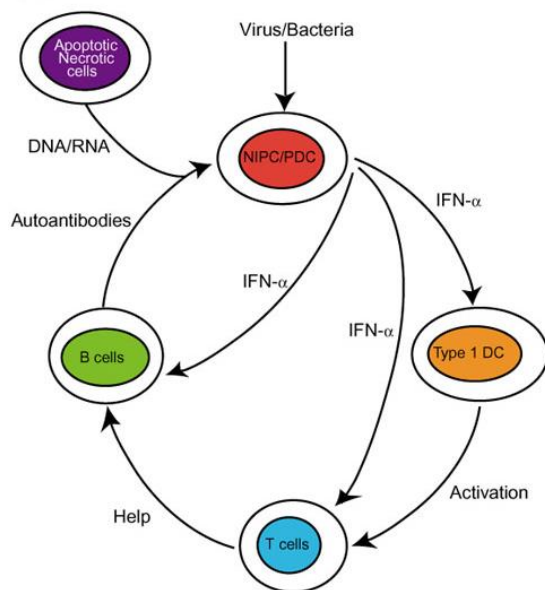 Apoptotic
Necrotic
cells
Virus/Bacteria
DNA/RNA
NIPC/PDC
Autoantibodies
IFN-α
IFN-α
IFN-α
B cells
Type 1 DC
Activation
Help
T cells